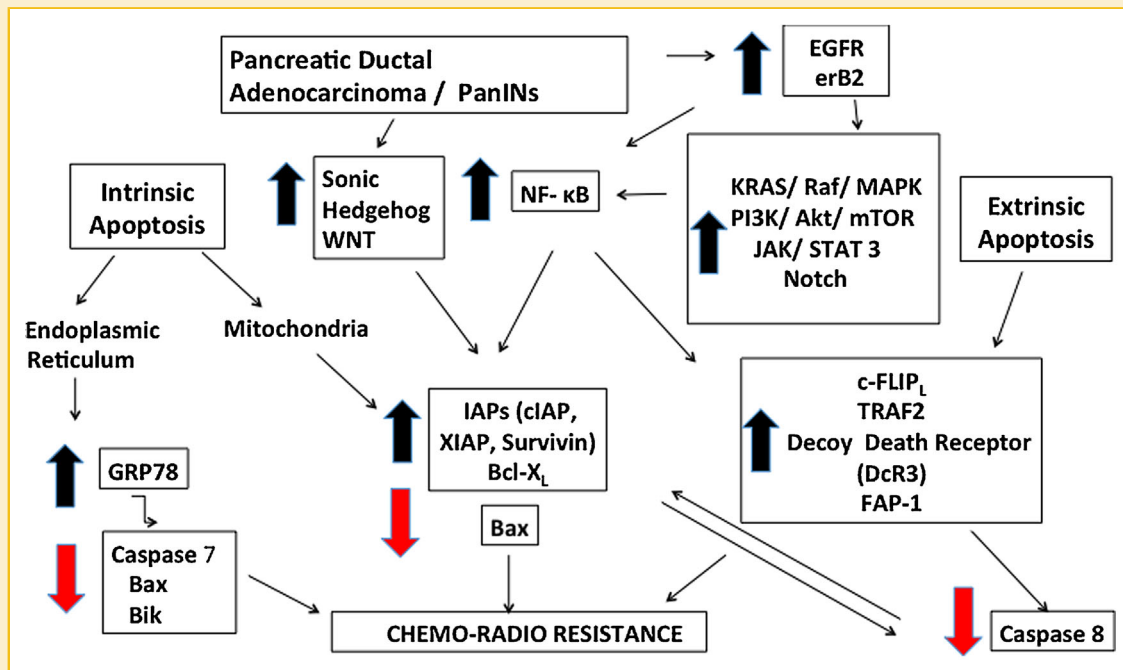 Pancreatic Ductal
Adenocarcinoma / PanINs
EGFR
erB2
Intrinsic
Apoptosis
Sonic
Hedgehog
WNT
NF- κB
KRAS/ Raf/ MAPK
PI3K/ Akt/ mTOR
JAK/ STAT 3
Notch
Extrinsic
Apoptosis
Endoplasmic
Reticulum
Mitochondria
IAPs (cIAP,
XIAP, Survivin)
Bcl-XL
c-FLIPL
TRAF2
Decoy Death Receptor
(DcR3)
FAP-1
GRP78
Bax
Caspase 7
Bax
Bik
CHEMO-RADIO RESISTANCE
Caspase 8